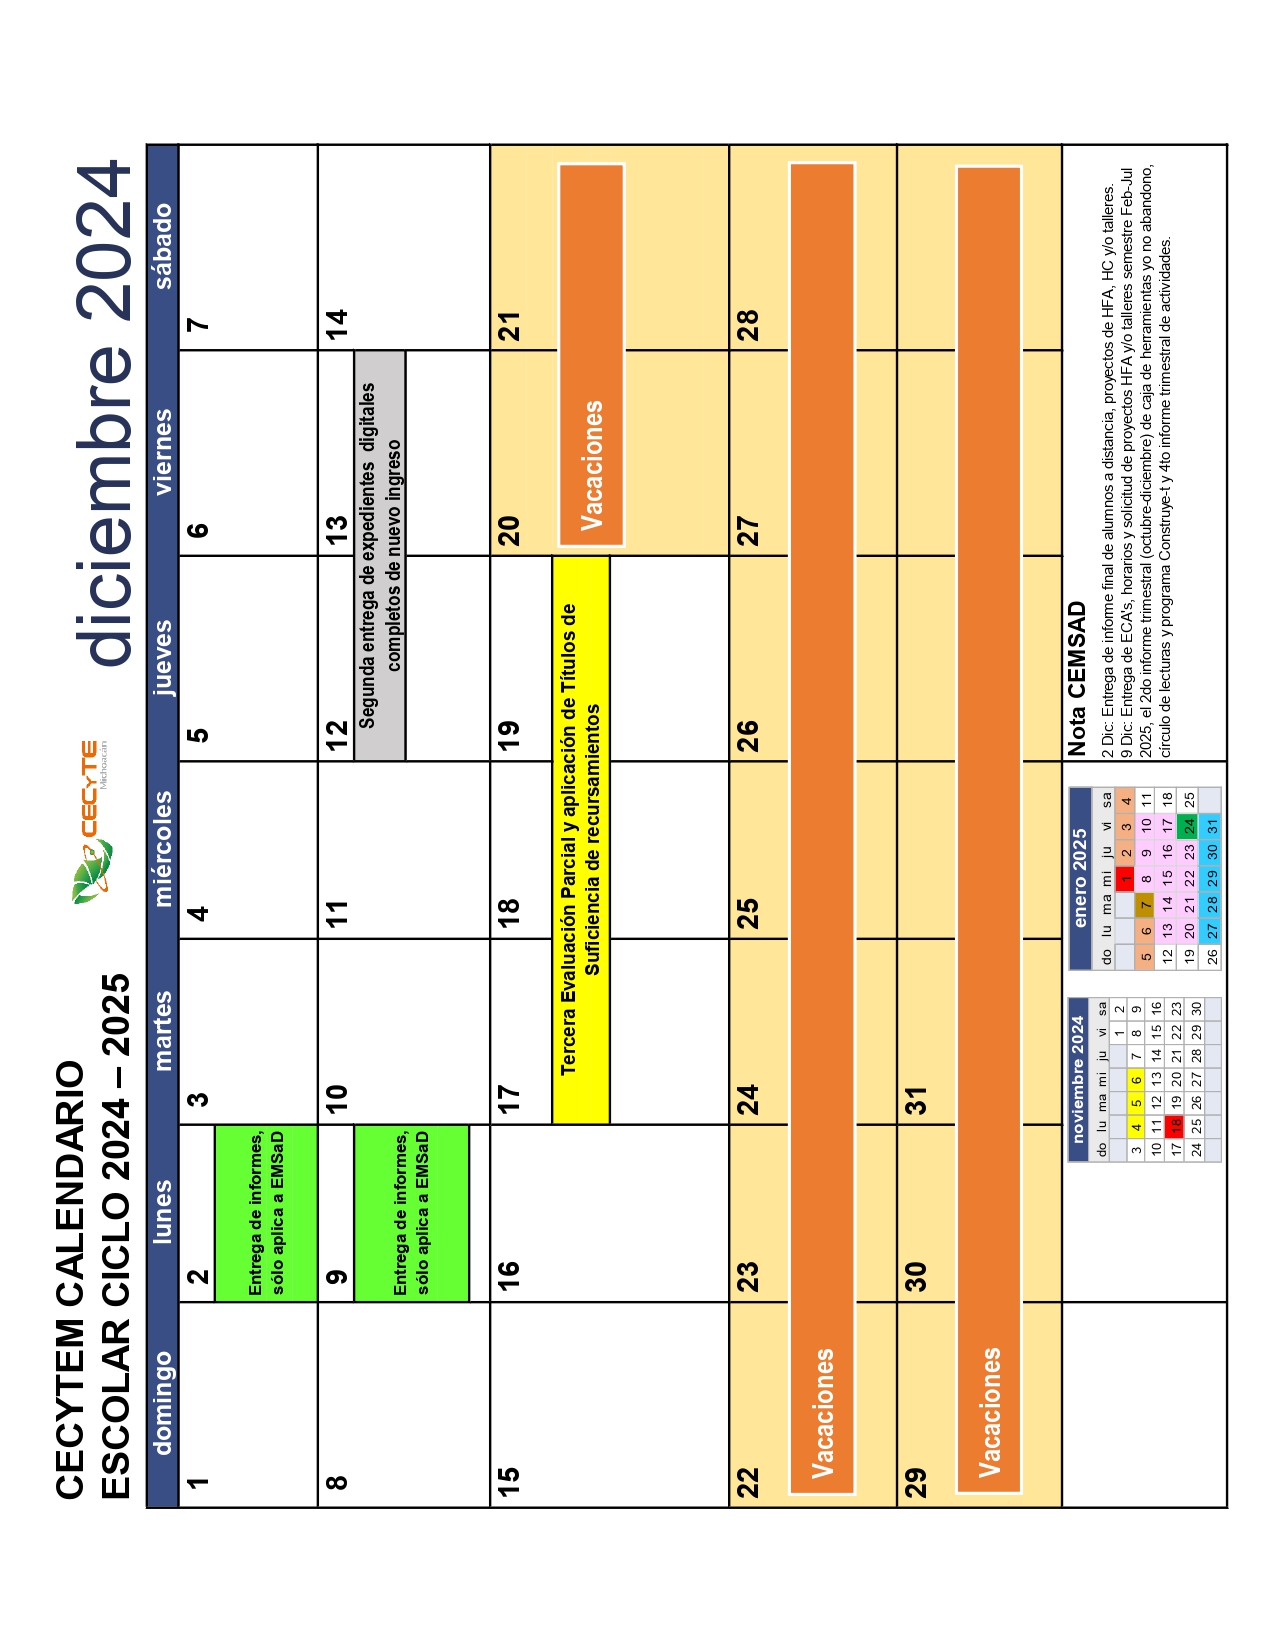 CECYTEM CALENDARIO
ESCOLAR CICLO 2024 – 2025
CECyTE
Michoacán
diciembre 2024
domingo lunes martes miércoles jueves viernes sábado
1 2 3 4 5 6 7
Entrega de informes,
sólo aplica a EMSaD
8 9 10 11 12 13 14
Entrega de informes,
sólo aplica a EMSaD
Segunda entrega de expedientes digitales
completos de nuevo ingreso
15 16 17 18 19 20 21
Tercera Evaluación Parcial y aplicación de Títulos de
Suficiencia de recursamientos
Vacaciones
22 23 24 25 26 27 28
Vacaciones
29 30 31
Vacaciones
noviembre 2024
do lu ma mi ju vi sa
1 2
3 4 5 6 7 8 9
10 11 12 13 14 15 16
17 18 19 20 21 22 23
24 25 26 27 28 29 30
enero 2025
do lu ma mi ju vi sa
1 2 3 4
5 6 7 8 9 10 11
12 13 14 15 16 17 18
19 20 21 22 23 24 25
26 27 28 29 30 31
Nota CEMSAD
2 Dic: Entrega de informe final de alumnos a distancia, proyectos de HFA, HC y/o talleres.
9 Dic: Entrega de ECA's, horarios y solicitud de proyectos HFA y/o talleres semestre Feb-Jul
2025, el 2do informe trimestral (octubre-diciembre) de caja de herramientas yo no abandono,
círculo de lecturas y programa Construye-t y 4to informe trimestral de actividades.